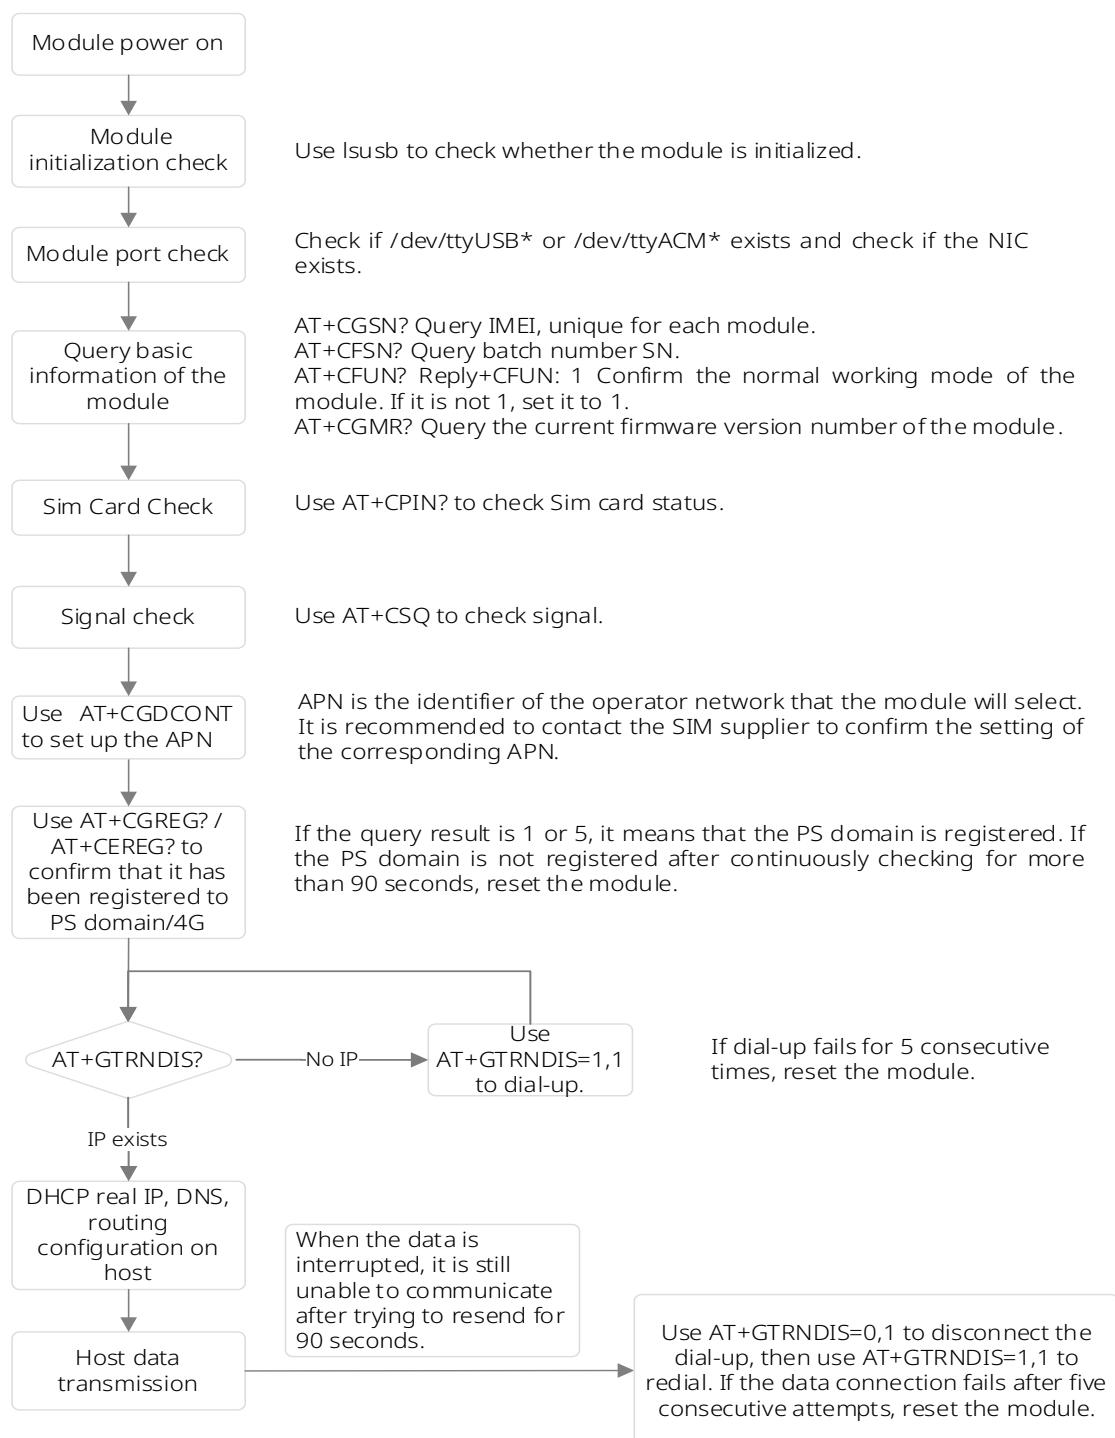 Module power on
Module
initialization check
Use lsusb to check whether the module is initialized.
Module port check
Check if /dev/ttyUSB* or /dev/ttyACM* exists and check if the NIC
exists.
Query basic
information of the
module
AT+CGSN? Query IMEI, unique for each module.
AT+CFSN? Query batch number SN.
AT+CFUN? Reply+CFUN: 1 Confirm the normal working mode of the
module. If it is not 1, set it to 1.
AT+CGMR? Query the current firmware version number of the module.
Sim Card Check
Use AT+CPIN? to check Sim card status.
Signal check
Use AT+CSQ to check signal.
Use AT+CGDCONT
to set up the APN
APN is the identifier of the operator network that the module will select.
It is recommended to contact the SIM supplier to confirm the setting of
the corresponding APN.
Use AT+CGREG? /
AT+CEREG? to
confirm that it has
been registered to
PS domain/4G
If the query result is 1 or 5, it means that the PS domain is registered. If
the PS domain is not registered after continuously checking for more
than 90 seconds, reset the module.
AT+GTRNDIS?
No IP
Use
AT+GTRNDIS=1,1
to dial-up.
If dial-up fails for 5 consecutive
times, reset the module.
IP exists
DHCP real IP, DNS,
routing
configuration on
host
When the data is
interrupted, it is still
unable to communicate
after trying to resend for
90 seconds.
Host data
transmission
Use AT+GTRNDIS=0,1 to disconnect the
dial-up, then use AT+GTRNDIS=1,1 to
redial. If the data connection fails after five
consecutive attempts, reset the module.